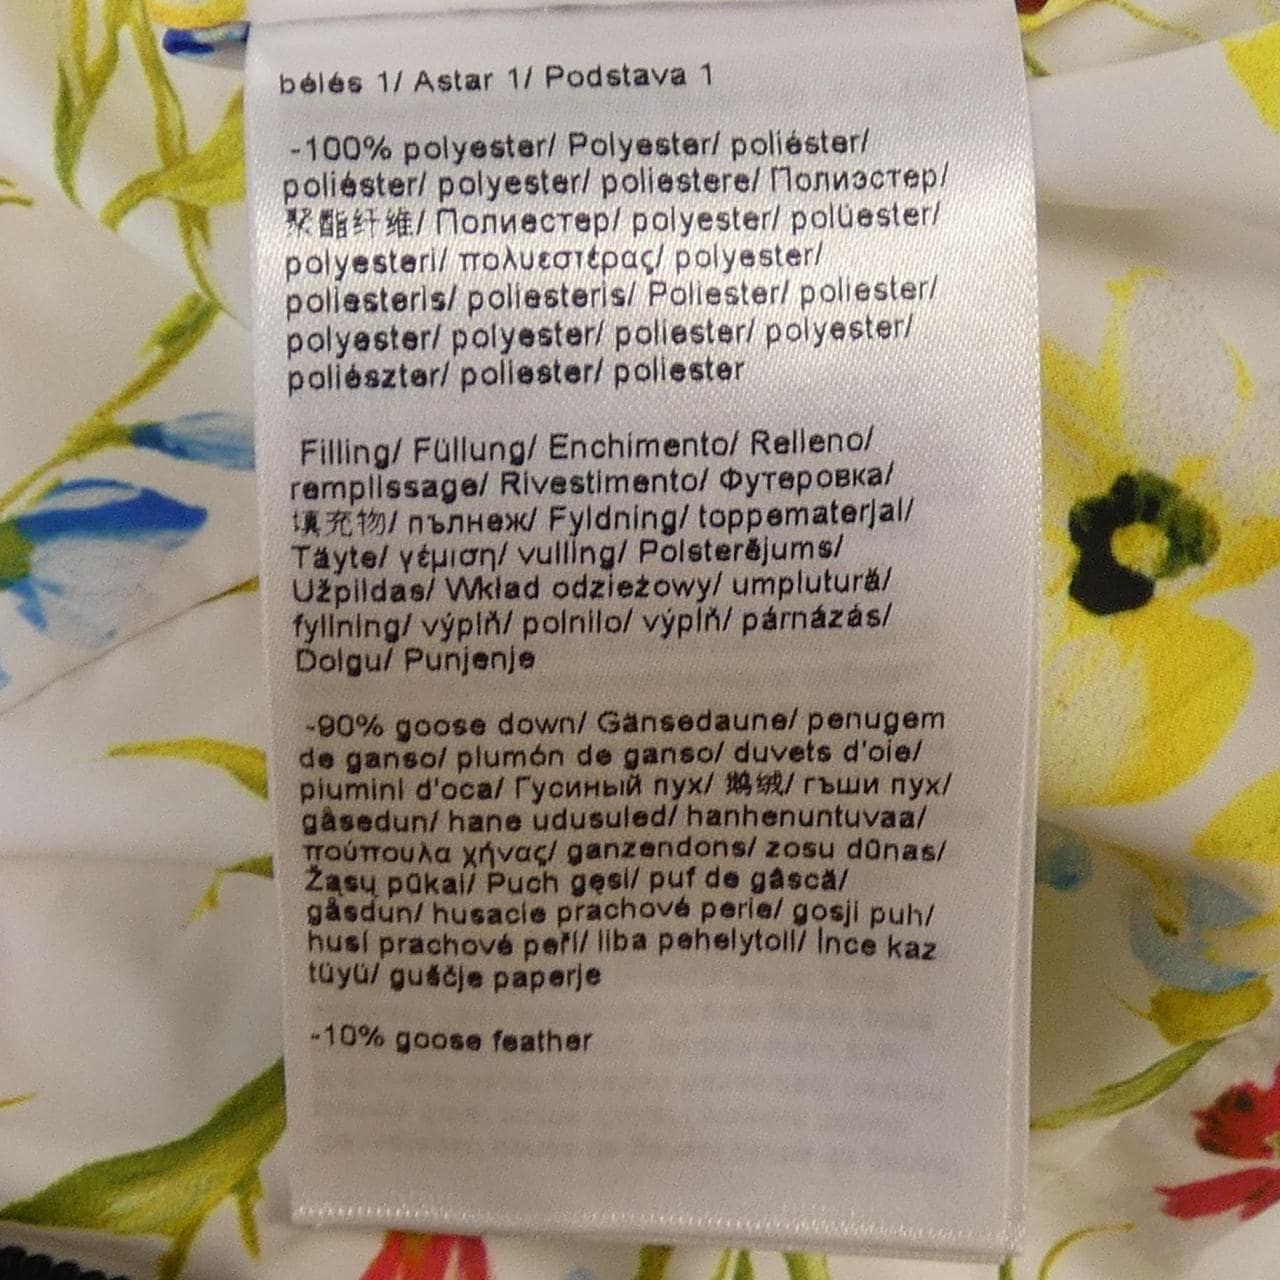 bélés 1/ Astar 1/ Podstava 1
-100% polyester/ Polyester/ poliéster/
poliéster/ polyester/ poliestere/ Полиэстер/
聚酯纤维/ Полиестер/ polyester/ polüester/
polyesteri/ πολυεστέρας/ polyester/
poliesteris/ poliesteris/ Poliester/ poliester/
polyester/ polyester/ poliester/ polyester/
poliészter/ poliester/ poliester
Filling/ Füllung/ Enchimento/ Relleno/
remplissage/ Rivestimento/ Футеровка/
填充物/ пълнеж/ Fyldning/ toppematerjal/
Täyte/ γέμιση/ vulling/ Polsterējums/
Užpildas/ Wkład odzieżowy/ umplutură/
fyllning/ výplň/ polnilo/ výplň/ párnázás/
Dolgu/ Punjenje
-90% goose down/ Gänsedaune/ penugem
de ganso/ plumón de ganso/ duvets d'oie/
piumini d'oca/ Гусиный пух/ 鹅绒/ гъши пух/
gåsedun/ hane udusuled/ hanhenuntuvaa/
πούπουλα χήνας/ ganzendons/ zosu dūnas/
Žąsų pūkai/ Puch gęsi/ puf de gâscă/
gåsdun/ husacie prachové perie/ gosji puh/
husí prachové peří/ liba pehelytoll/ İnce kaz
tüyü/ guščje paperje
-10% goose feather